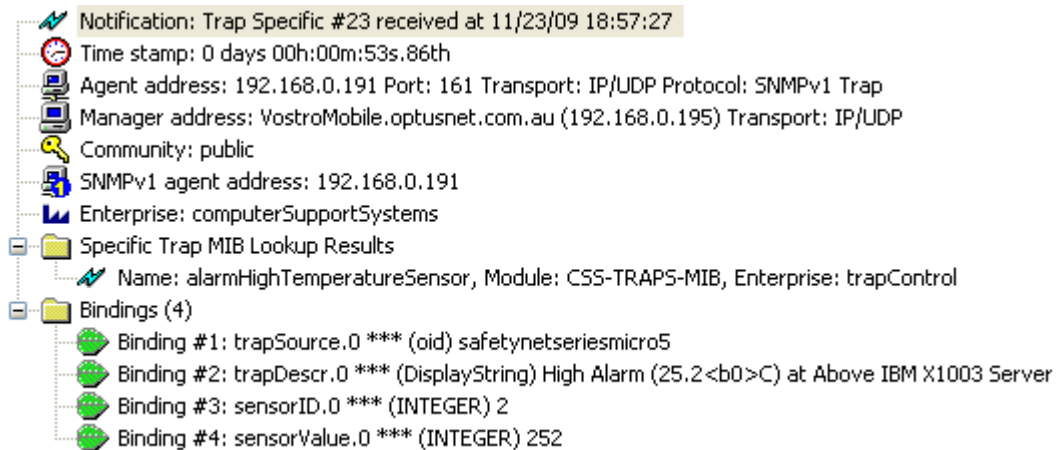 Notification: Trap Specific #23 received at 11/23/09 18:57:27
Time stamp: 0 days 00h:00m:53s.86th
Agent address: 192.168.0.191 Port: 161 Transport: IP/UDP Protocol: SNMPv1 Trap
Manager address: VostroMobile.optusnet.com.au (192.168.0.195) Transport: IP/UDP
Community: public
SNMPv1 agent address: 192.168.0.191
Enterprise: computerSupportSystems
Specific Trap MIB Lookup Results
Name: alarmHighTemperatureSensor, Module: CSS-TRAPS-MIB, Enterprise: trapControl
Bindings (4)
Binding #1: trapSource.0 *** (oid) safetynetseriesmicro5
Binding #2: trapDescr.0 *** (DisplayString) High Alarm (25.2<b0>C) at Above IBM X1003 Server
Binding #3: sensorID.0 *** (INTEGER) 2
Binding #4: sensorValue.0 *** (INTEGER) 252